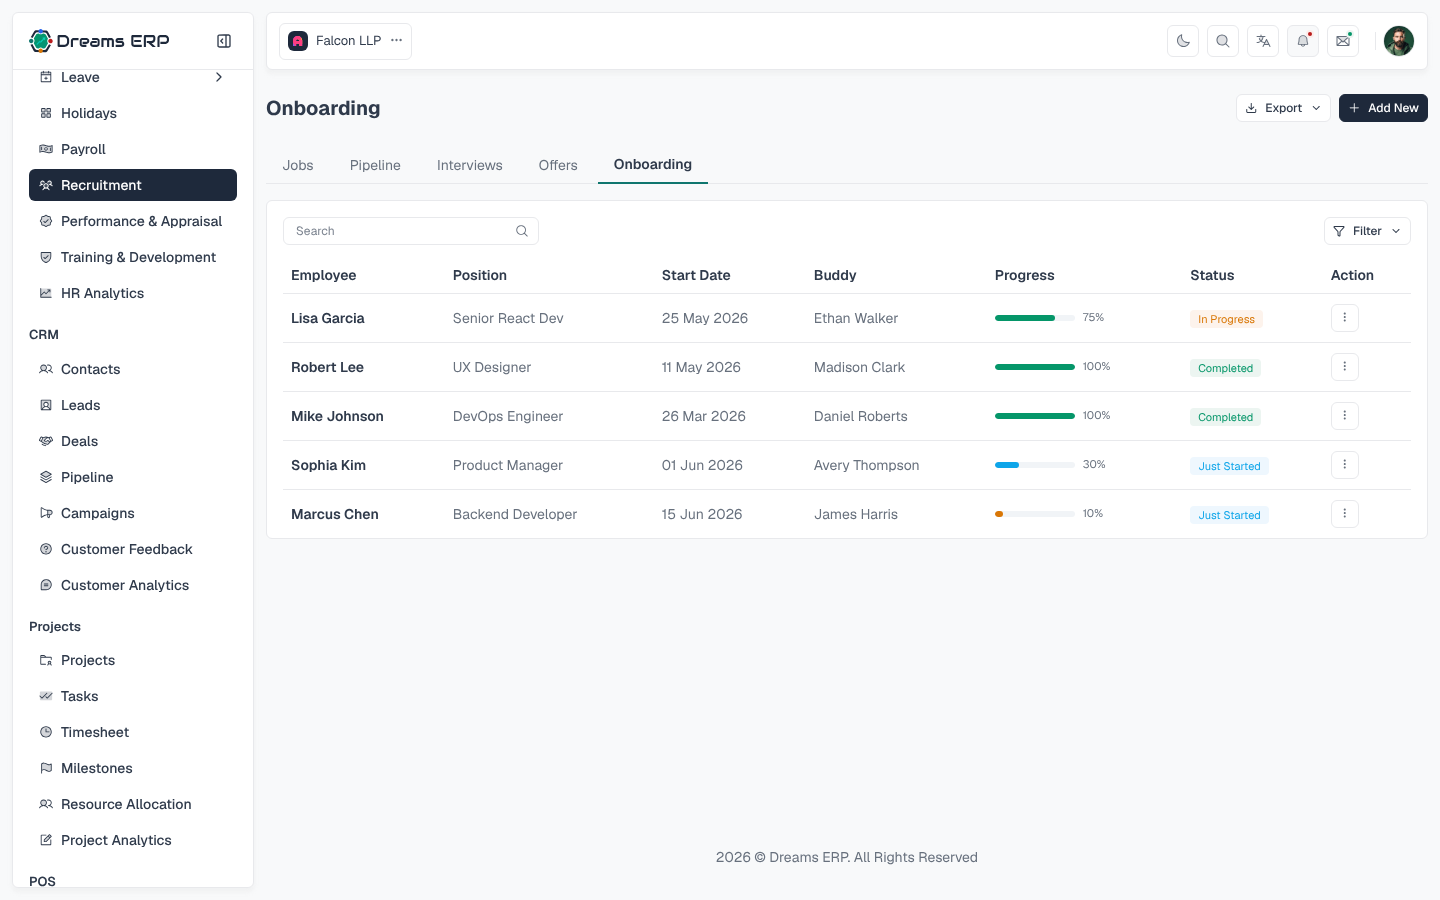 Dreams ERP
Leave
Holidays
Payroll
Recruitment
Performance & Appraisal
Training & Development
HR Analytics
CRM
Contacts
Leads
Deals
Pipeline
Campaigns
Customer Feedback
Customer Analytics
Projects
Projects
Tasks
Timesheet
Milestones
Resource Allocation
Project Analytics
POS
Falcon LLP
Onboarding
Export
Add New
Jobs Pipeline Interviews Offers Onboarding
Search
Filter
Employee Position Start Date Buddy Progress Status Action
Lisa Garcia Senior React Dev 25 May 2026 Ethan Walker 75% In Progress
Robert Lee UX Designer 11 May 2026 Madison Clark 100% Completed
Mike Johnson DevOps Engineer 26 Mar 2026 Daniel Roberts 100% Completed
Sophia Kim Product Manager 01 Jun 2026 Avery Thompson 30% Just Started
Marcus Chen Backend Developer 15 Jun 2026 James Harris 10% Just Started
2026 © Dreams ERP. All Rights Reserved